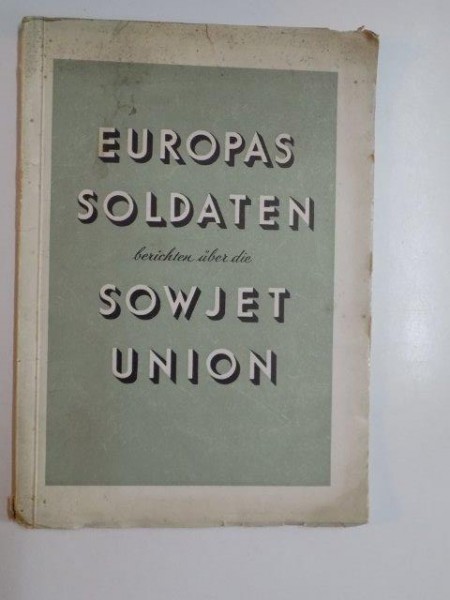 EUROPAS
SOLDATEN
berichten über die
SOWJET
UNION